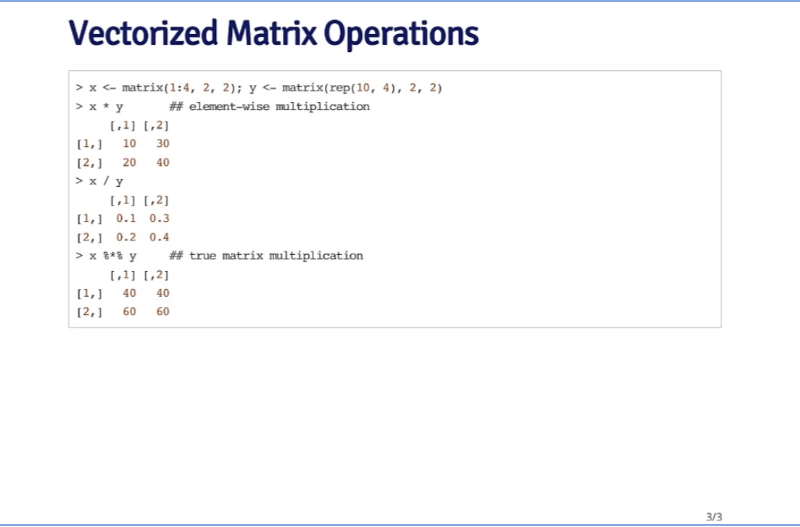 Vectorized Matrix Operations
> x <- matrix(1:4, 2, 2); y <- matrix(rep(10, 4), 2, 2)
> x * y       ## element-wise multiplication
     [,1] [,2]
[1,]   10   30
[2,]   20   40
> x / y
     [,1] [,2]
[1,]  0.1  0.3
[2,]  0.2  0.4
> x %*% y     ## true matrix multiplication
     [,1] [,2]
[1,]   40   40
[2,]   60   60
3/3